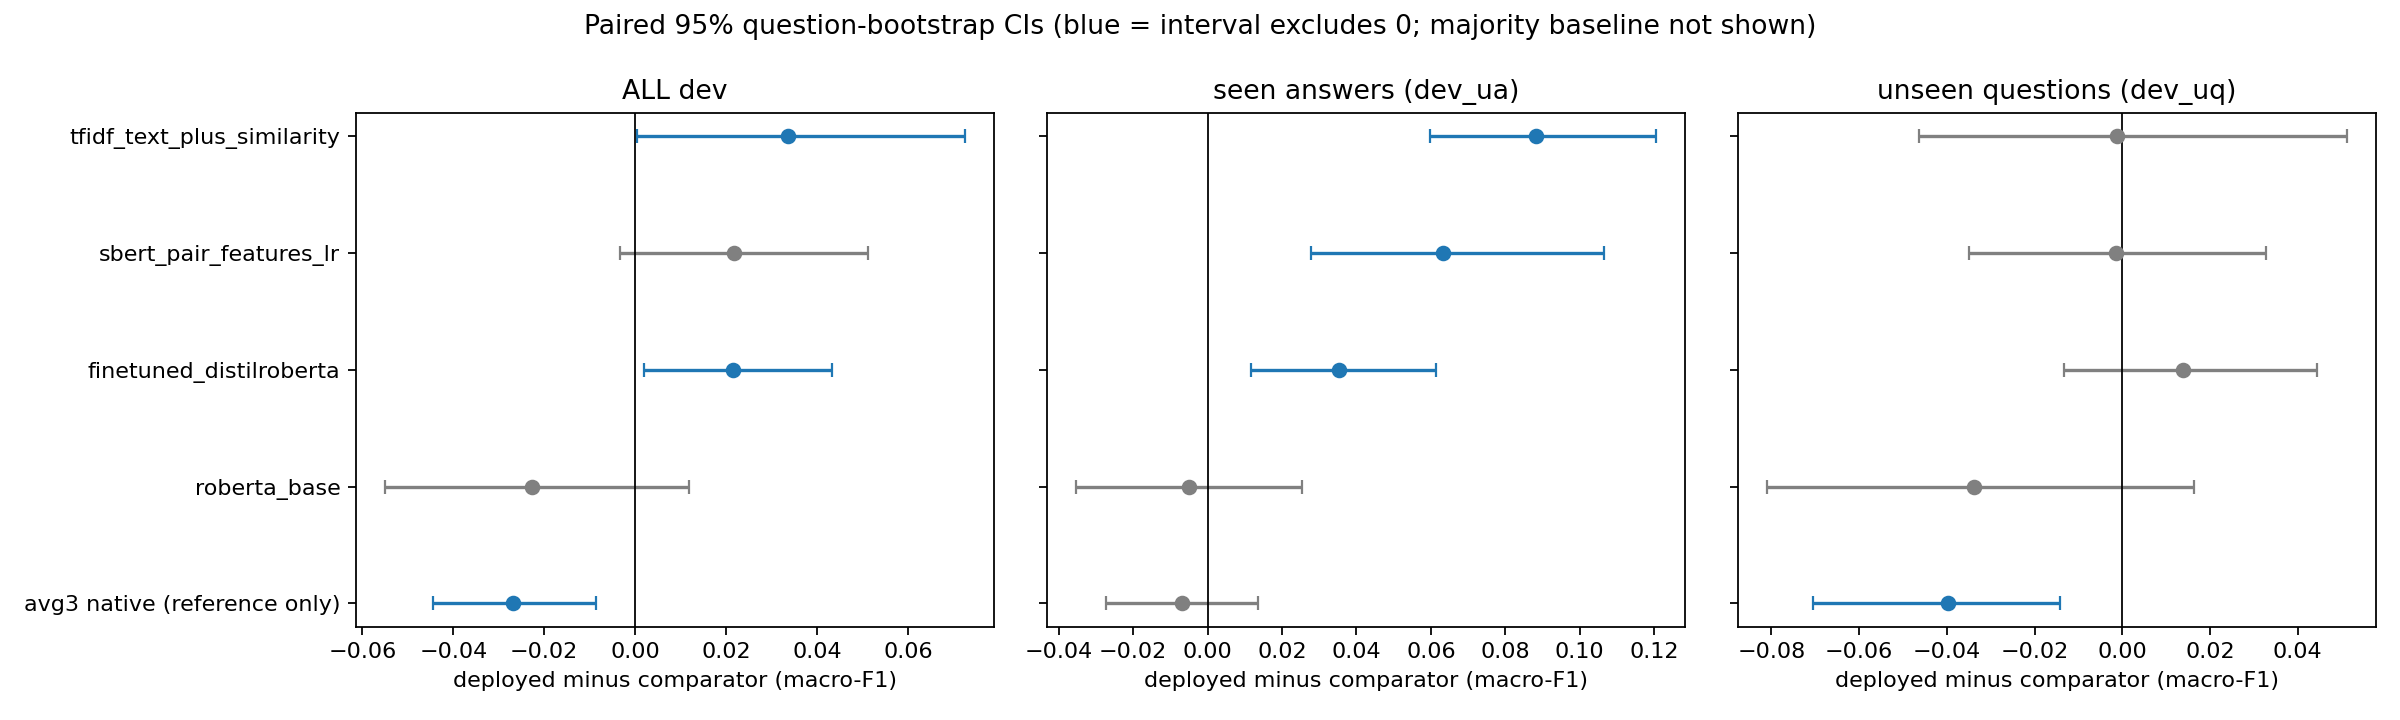 Paired 95% question-bootstrap CIs (blue = interval excludes 0; majority baseline not shown)
ALL dev
seen answers (dev_ua)
unseen questions (dev_uq)
tfidf_text_plus_similarity
sbert_pair_features_lr
finetuned_distilroberta
roberta_base
avg3 native (reference only)
−0.06 −0.04 −0.02 0.00 0.02 0.04 0.06
−0.04 −0.02 0.00 0.02 0.04 0.06 0.08 0.10 0.12
−0.08 −0.06 −0.04 −0.02 0.00 0.02 0.04
deployed minus comparator (macro-F1)
deployed minus comparator (macro-F1)
deployed minus comparator (macro-F1)